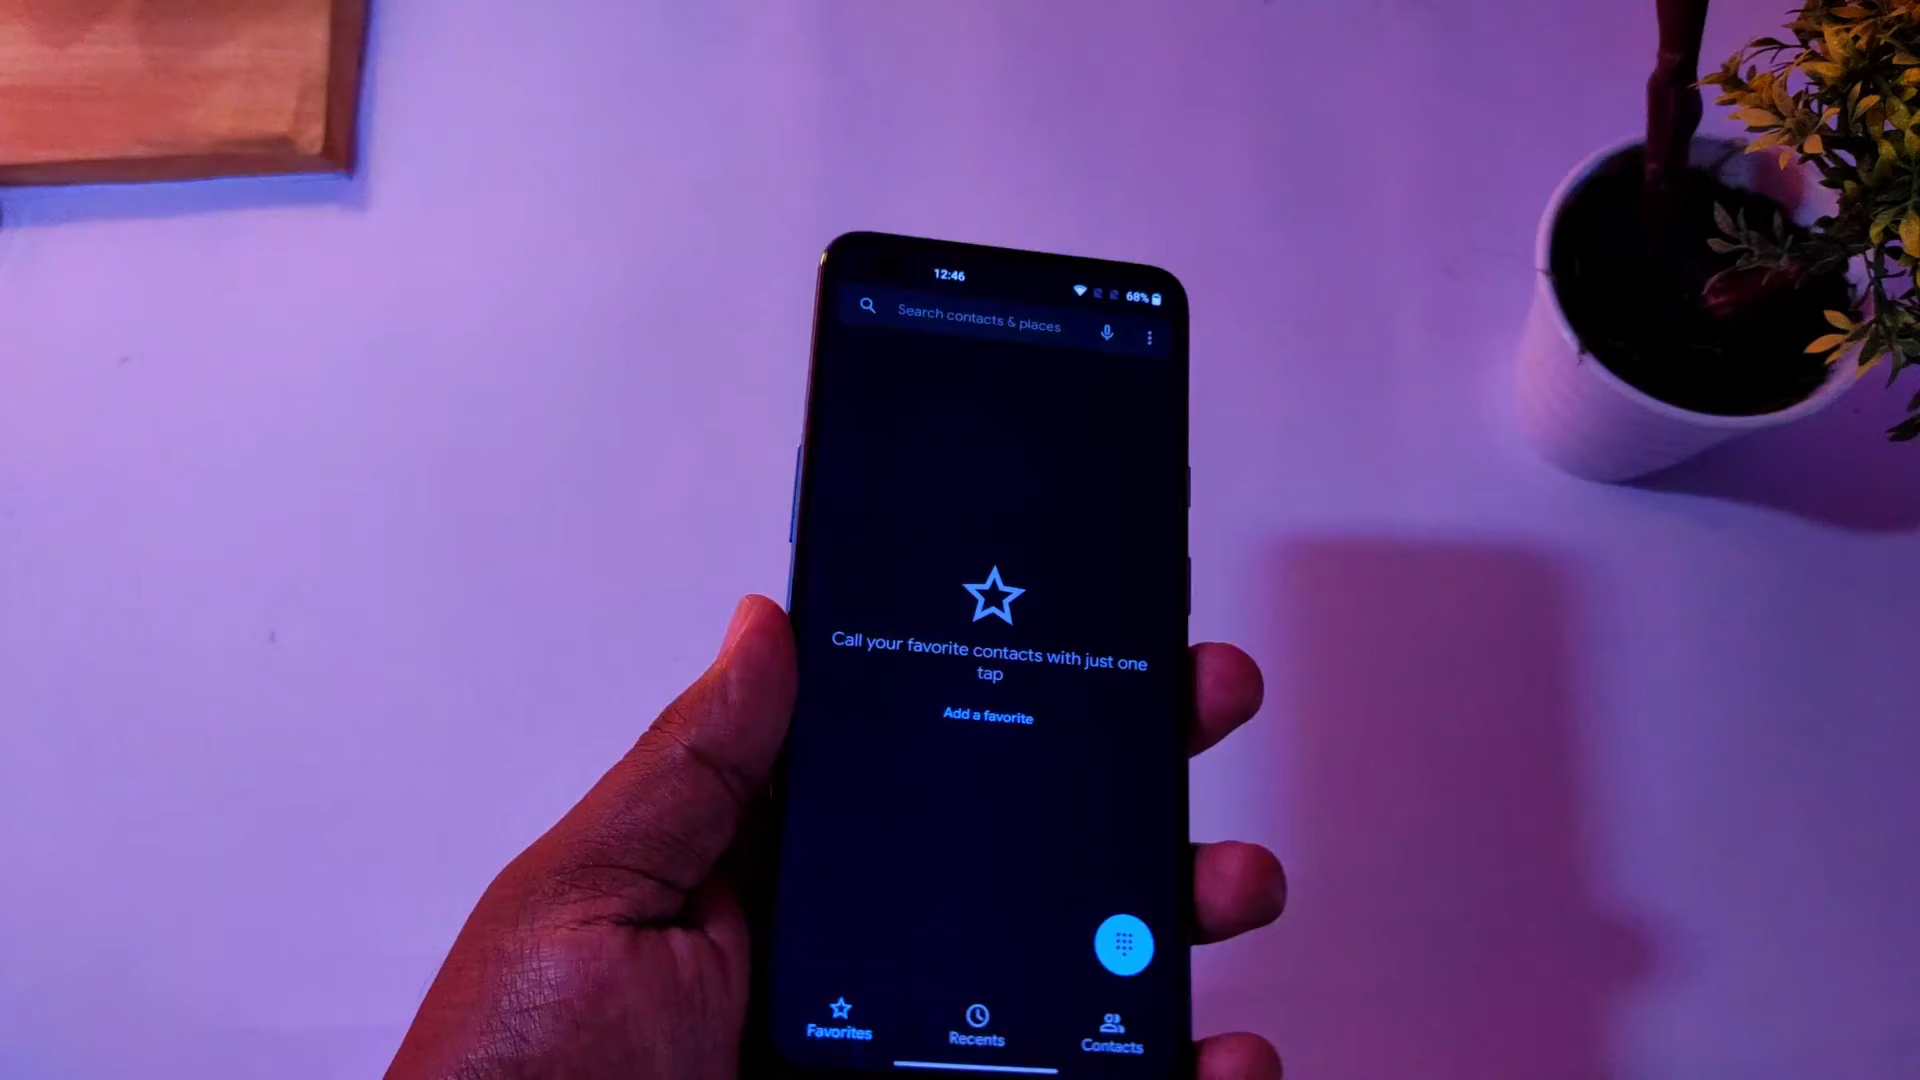 12:46
68%
Search contacts & places
Call your favorite contacts with just one
tap
Add a favorite
Favorites
Recents
Contacts